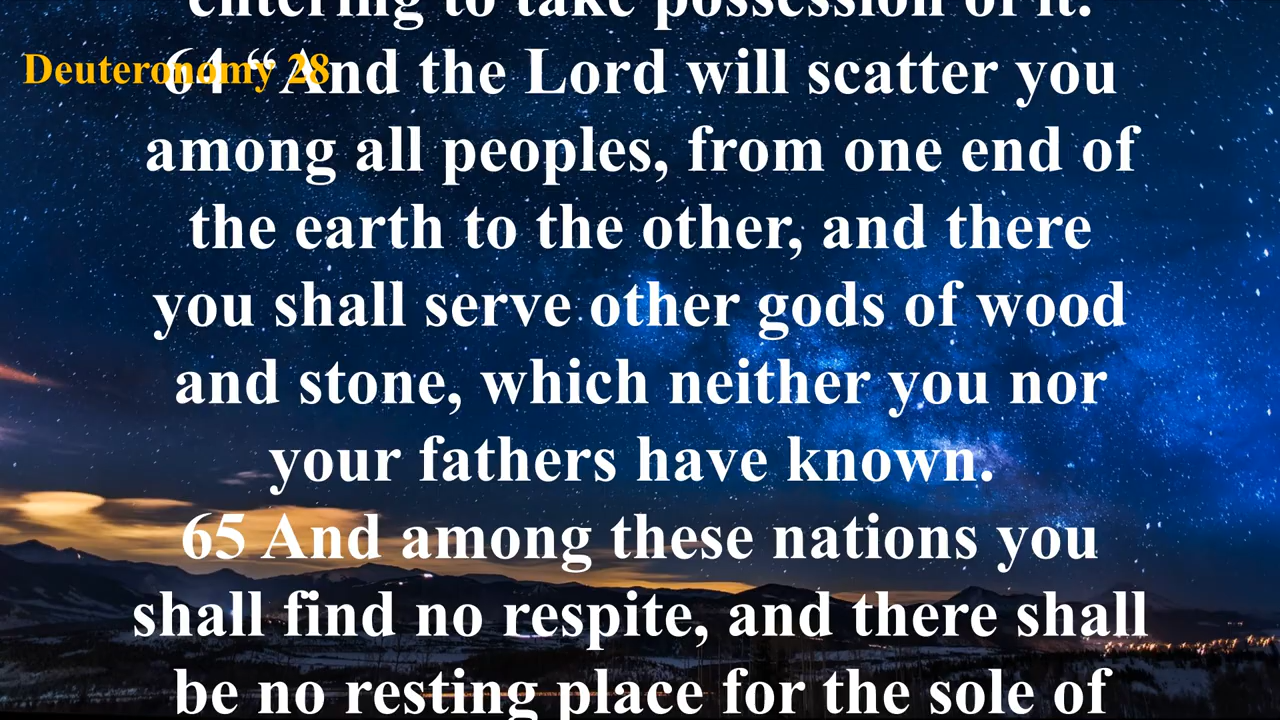 entering to take possession of it.
Deuteronomy 28
64 “And the Lord will scatter you
among all peoples, from one end of
the earth to the other, and there
you shall serve other gods of wood
and stone, which neither you nor
your fathers have known.
65 And among these nations you
shall find no respite, and there shall
be no resting place for the sole of